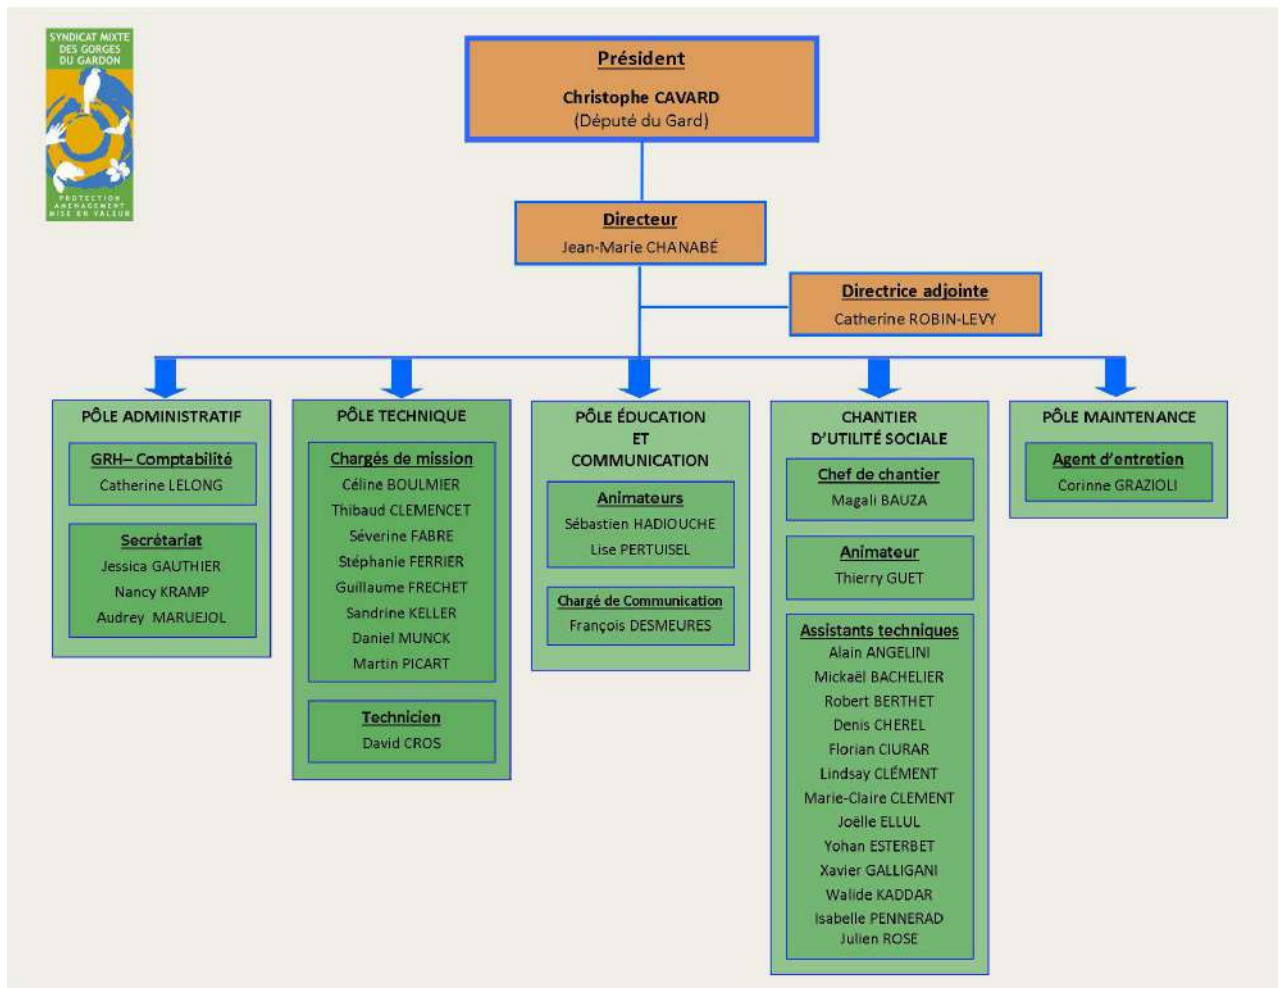 SYNDICAT MIXTE
DES GORGES
DU GARDON
PROTECTION
AMENAGEMENT
MISE EN VALEUR
Président
Christophe CAVARD
(Député du Gard)
Directeur
Jean-Marie CHANABÉ
Directrice adjointe
Catherine ROBIN-LEVY
PÔLE ADMINISTRATIF
GRH– Comptabilité
Catherine LELONG
Secrétariat
Jessica GAUTHIER
Nancy KRAMP
Audrey MARUEJOL
PÔLE TECHNIQUE
Chargés de mission
Céline BOULMIER
Thibaud CLEMENCET
Séverine FABRE
Stéphanie FERRIER
Guillaume FRECHET
Sandrine KELLER
Daniel MUNCK
Martin PICART
Technicien
David CROS
PÔLE ÉDUCATION
ET
COMMUNICATION
Animateurs
Sébastien HADIOUCHE
Lise PERTUISEL
Chargé de Communication
François DESMEURES
CHANTIER
D'UTILITÉ SOCIALE
Chef de chantier
Magali BAUZA
Animateur
Thierry GUET
Assistants techniques
Alain ANGELINI
Mickaël BACHELIER
Robert BERTHET
Denis CHEREL
Florian CIURAR
Lindsay CLÉMENT
Marie-Claire CLEMENT
Joëlle ELLUL
Yohan ESTERBET
Xavier GALLIGANI
Walide KADDAR
Isabelle PENNERAD
Julien ROSE
PÔLE MAINTENANCE
Agent d'entretien
Corinne GRAZIOLI